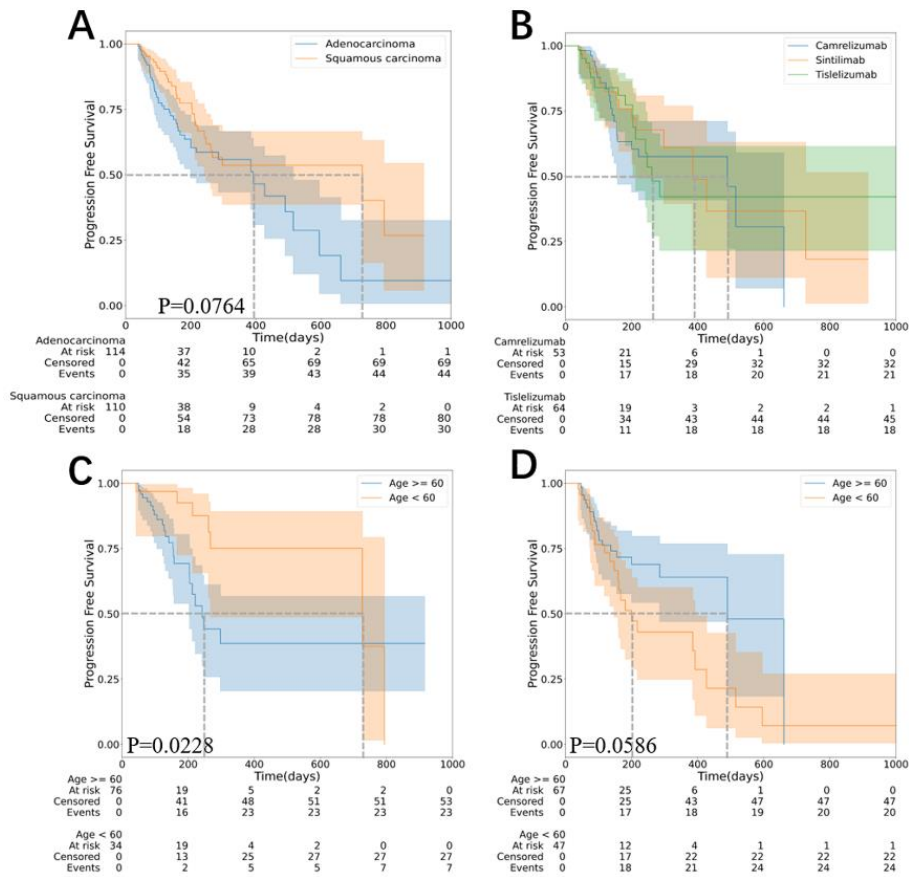 A
Adenocarcinoma
Squamous carcinoma
Progression Free Survival
1.00
0.75
0.50
0.25
0.00
P=0.0764
0 200 400 600 800 1000
Time(days)
Adenocarcinoma
At risk 114 37 10 2 1 1
Censored 0 42 65 69 69 69
Events 0 35 39 43 44 44
Squamous carcinoma
At risk 110 38 9 4 2 0
Censored 0 54 73 78 78 80
Events 0 18 28 28 30 30
B
Camrelizumab
Sintilimab
Tislelizumab
Progression Free Survival
1.00
0.75
0.50
0.25
0.00
0 200 400 600 800 1000
Time(days)
Camrelizumab
At risk 53 21 6 1 0 0
Censored 0 15 29 32 32 32
Events 0 17 18 20 21 21
Tislelizumab
At risk 64 19 3 2 2 1
Censored 0 34 43 44 44 45
Events 0 11 18 18 18 18
C
Age >= 60
Age < 60
Progression Free Survival
1.00
0.75
0.50
0.25
0.00
P=0.0228
0 200 400 600 800 1000
Time(days)
Age >= 60
At risk 76 19 5 2 2 0
Censored 0 41 48 51 51 53
Events 0 16 23 23 23 23
Age < 60
At risk 34 19 4 2 0 0
Censored 0 13 25 27 27 27
Events 0 2 5 5 7 7
D
Age >= 60
Age < 60
Progression Free Survival
1.00
0.75
0.50
0.25
0.00
P=0.0586
0 200 400 600 800 1000
Time(days)
Age >= 60
At risk 67 25 6 1 0 0
Censored 0 25 43 47 47 47
Events 0 17 18 19 20 20
Age < 60
At risk 47 12 4 1 1 1
Censored 0 17 22 22 22 22
Events 0 18 21 24 24 24